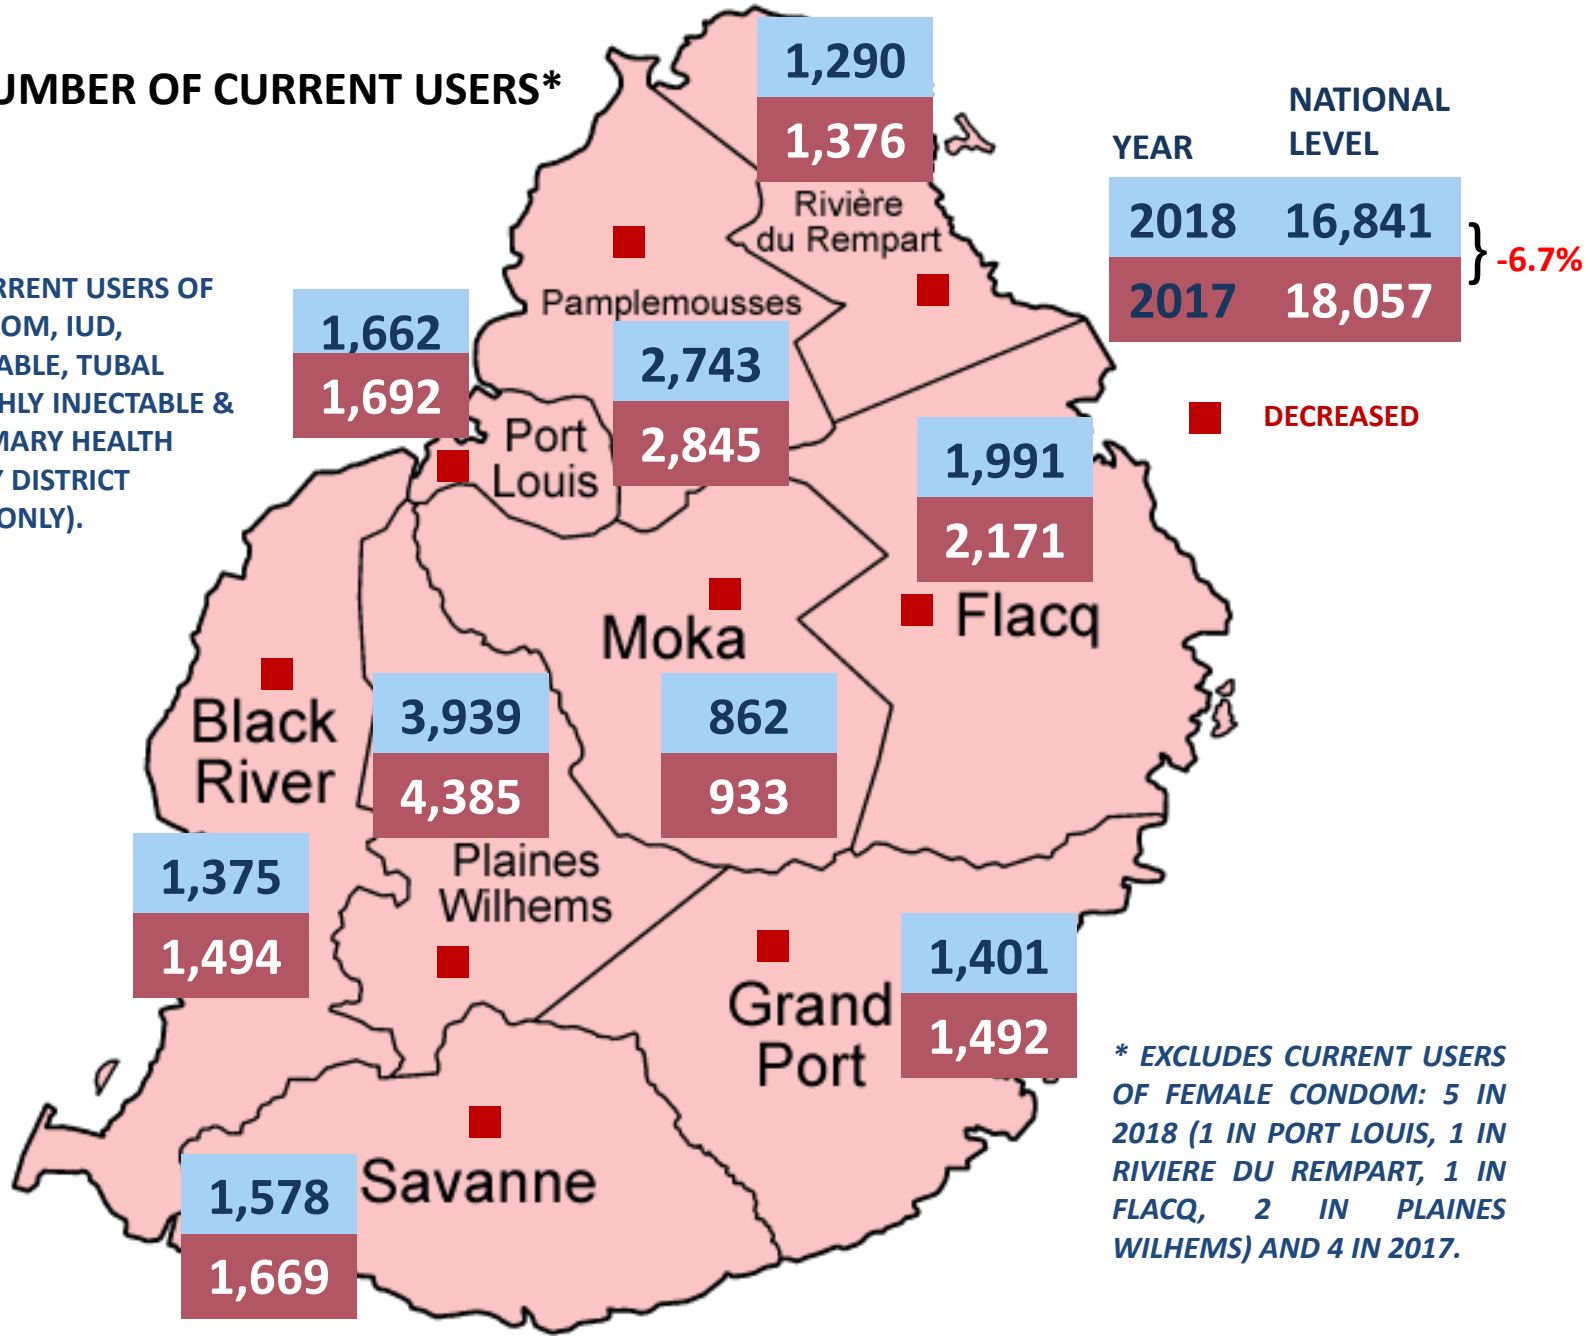 UMBER OF CURRENT USERS*
RRENT USERS OF
OM, IUD,
ABLE, TUBAL
HLY INJECTABLE &
MARY HEALTH
Y DISTRICT
ONLY).
1,290
1,376
Rivière
du Rempart
YEAR
NATIONAL
LEVEL
2018 16,841
2017 18,057
} -6.7%
DECREASED
Pamplemousses
2,743
2,845
1,662
1,692
Port
Louis
1,991
2,171
Flacq
Moka
862
933
Black
River
1,375
1,494
3,939
4,385
Plaines
Wilhems
Grand
Port
1,401
1,492
Savanne
1,578
1,669
* EXCLUDES CURRENT USERS
OF FEMALE CONDOM: 5 IN
2018 (1 IN PORT LOUIS, 1 IN
RIVIERE DU REMPART, 1 IN
FLACQ, 2 IN PLAINES
WILHEMS) AND 4 IN 2017.